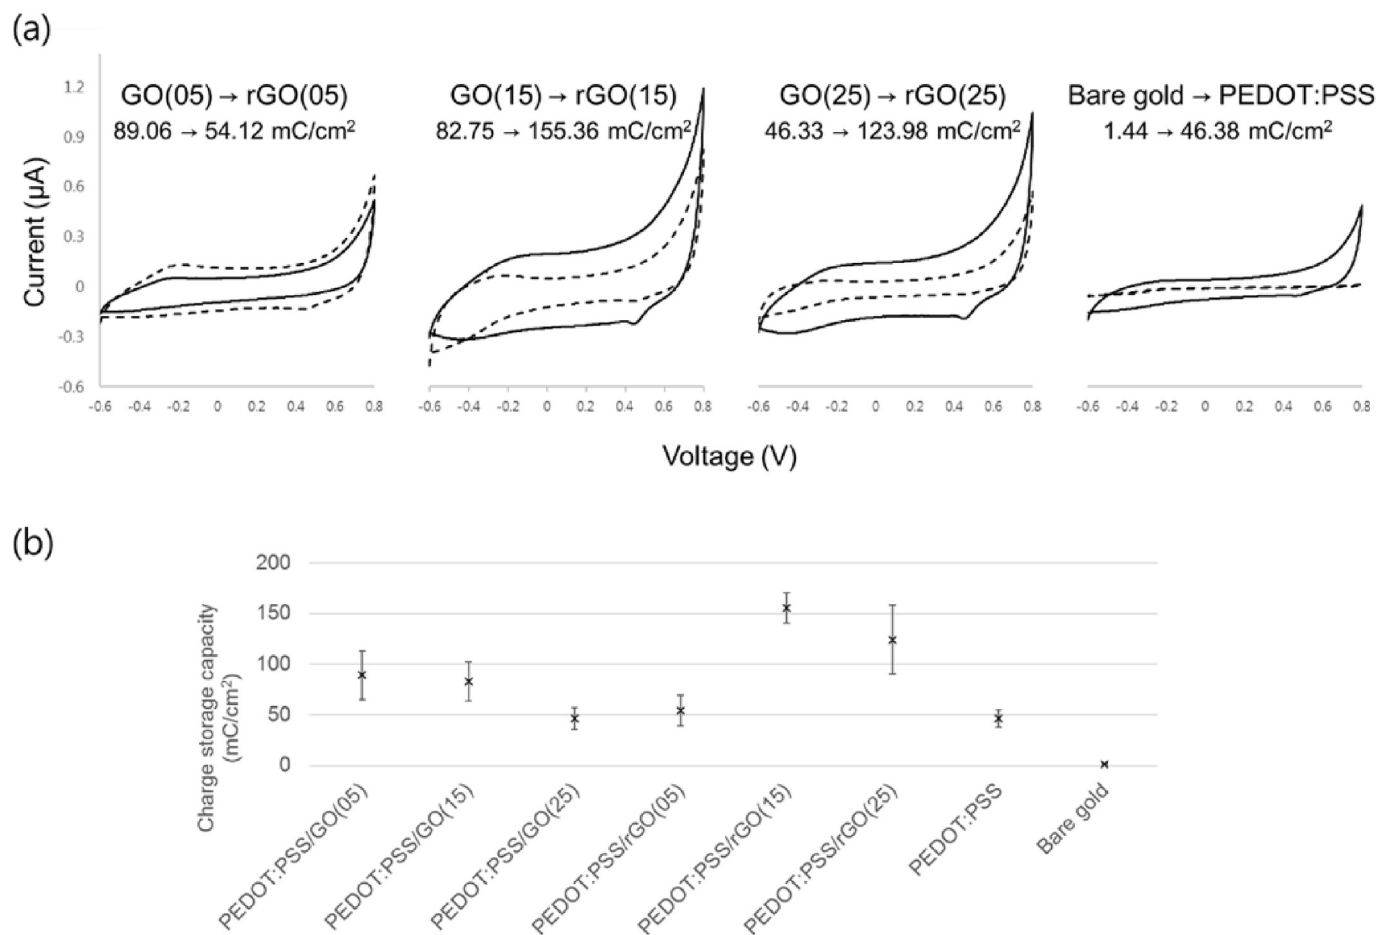 (a)
GO(05) → rGO(05)
89.06 → 54.12 mC/cm²
GO(15) → rGO(15)
82.75 → 155.36 mC/cm²
GO(25) → rGO(25)
46.33 → 123.98 mC/cm²
Bare gold → PEDOT:PSS
1.44 → 46.38 mC/cm²
Current (µA)
1.2
0.9
0.6
0.3
0
-0.3
-0.6
-0.6 -0.4 -0.2 0 0.2 0.4 0.6 0.8
-0.6 -0.4 -0.2 0 0.2 0.4 0.6 0.8
-0.6 -0.4 -0.2 0 0.2 0.4 0.6 0.8
-0.6 -0.4 -0.2 0 0.2 0.4 0.6 0.8
Voltage (V)
(b)
Charge storage capacity
(mC/cm²)
200
150
100
50
0
PEDOT:PSS/GO(05)
PEDOT:PSS/GO(15)
PEDOT:PSS/GO(25)
PEDOT:PSS/rGO(05)
PEDOT:PSS/rGO(15)
PEDOT:PSS/rGO(25)
PEDOT:PSS
Bare gold